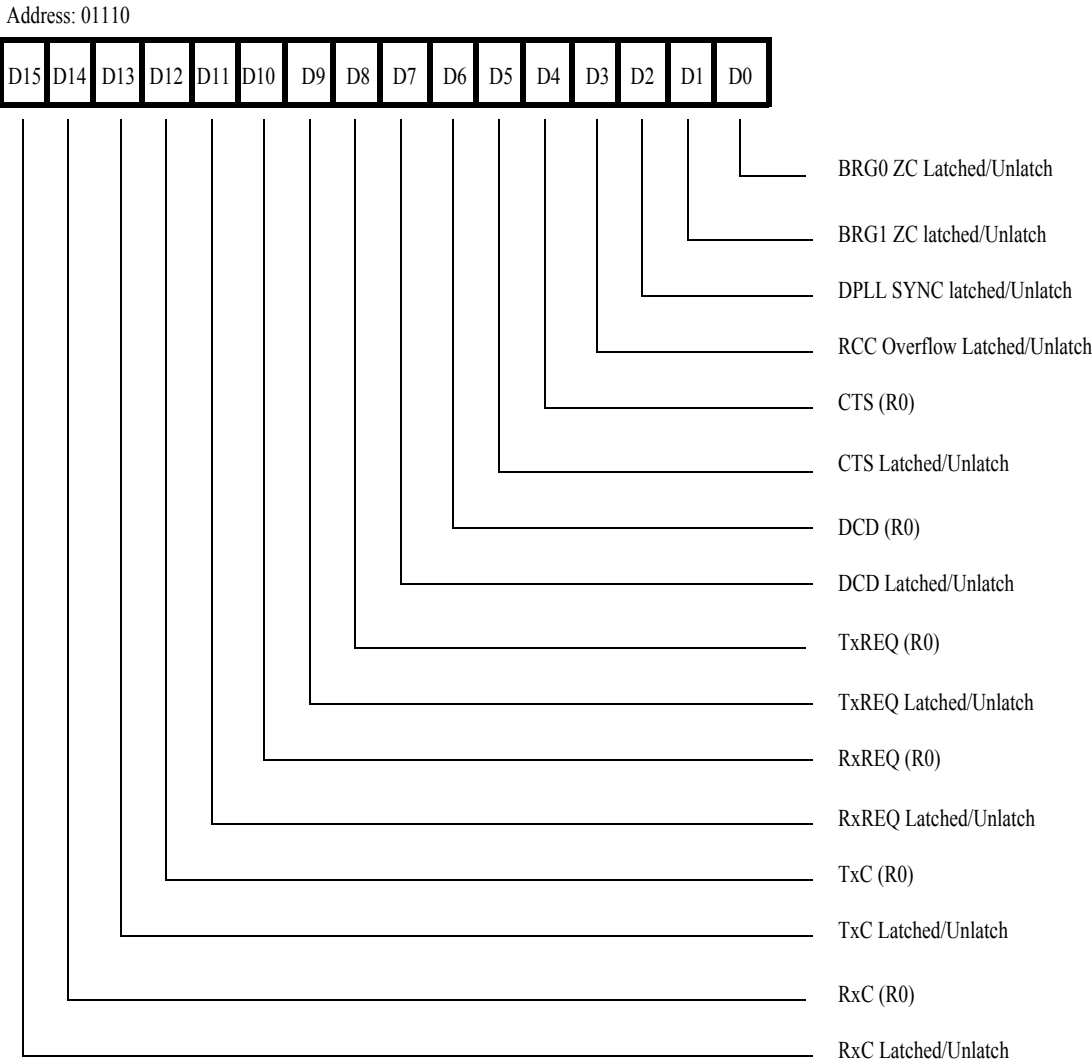 Address: 01110
D15 D14 D13 D12 D11 D10 D9 D8 D7 D6 D5 D4 D3 D2 D1 D0
BRG0 ZC Latched/Unlatch
BRG1 ZC latched/Unlatch
DPLL SYNC latched/Unlatch
RCC Overflow Latched/Unlatch
CTS (R0)
CTS Latched/Unlatch
DCD (R0)
DCD Latched/Unlatch
TxREQ (R0)
TxREQ Latched/Unlatch
RxREQ (R0)
RxREQ Latched/Unlatch
TxC (R0)
TxC Latched/Unlatch
RxC (R0)
RxC Latched/Unlatch